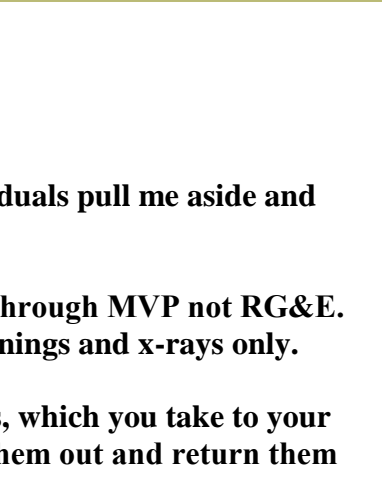 duals pull me aside and
hrough MVP not RG&E.
nings and x-rays only.
, which you take to your
hem out and return them